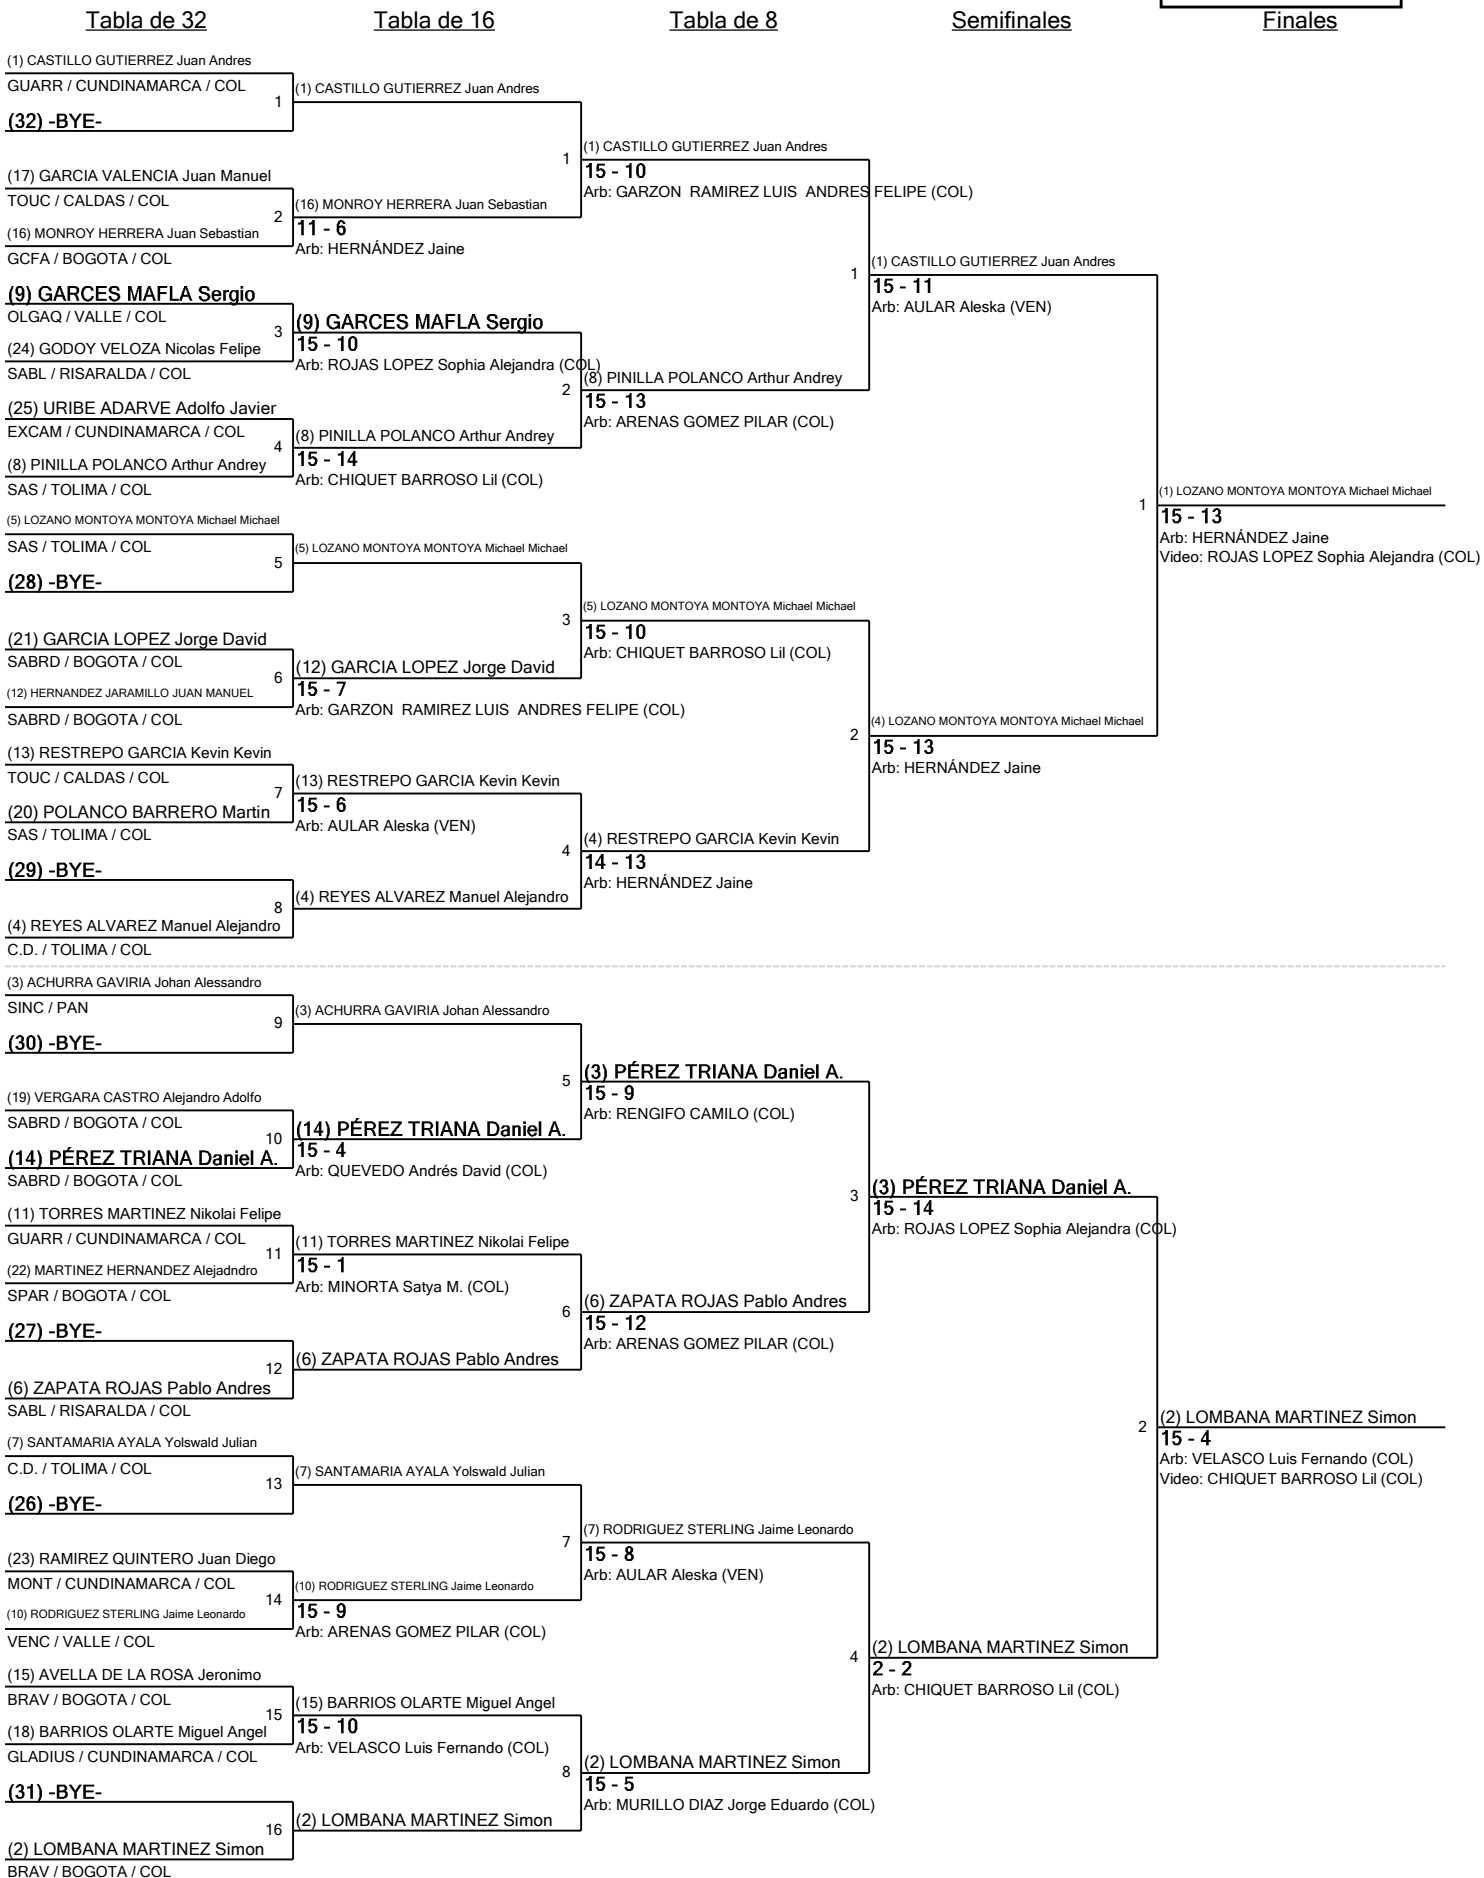 Tabla de 32
Tabla de 16
Tabla de 8
Semifinales
Finales
(1) CASTILLO GUTIERREZ Juan Andres
GUARR / CUNDINAMARCA / COL
1
(32) -BYE-
(17) GARCIA VALENCIA Juan Manuel
TOUC / CALDAS / COL
2
(16) MONROY HERRERA Juan Sebastian
GCFA / BOGOTA / COL
(9) GARCES MAFLA Sergio
OLGAQ / VALLE / COL
3
(24) GODOY VELOZA Nicolas Felipe
SABL / RISARALDA / COL
(25) URIBE ADARVE Adolfo Javier
EXCAM / CUNDINAMARCA / COL
4
(8) PINILLA POLANCO Arthur Andrey
SAS / TOLIMA / COL
(5) LOZANO MONTOYA MONTOYA Michael Michael
SAS / TOLIMA / COL
5
(28) -BYE-
(21) GARCIA LOPEZ Jorge David
SABRD / BOGOTA / COL
6
(12) HERNANDEZ JARAMILLO JUAN MANUEL
SABRD / BOGOTA / COL
(13) RESTREPO GARCIA Kevin Kevin
TOUC / CALDAS / COL
7
(20) POLANCO BARRERO Martin
SAS / TOLIMA / COL
(29) -BYE-
8
(4) REYES ALVAREZ Manuel Alejandro
C.D. / TOLIMA / COL
(3) ACHURRA GAVIRIA Johan Alessandro
SINC / PAN
9
(30) -BYE-
(19) VERGARA CASTRO Alejandro Adolfo
SABRD / BOGOTA / COL
10
(14) PÉREZ TRIANA Daniel A.
SABRD / BOGOTA / COL
(11) TORRES MARTINEZ Nikolai Felipe
GUARR / CUNDINAMARCA / COL
11
(22) MARTINEZ HERNANDEZ Alejadndro
SPAR / BOGOTA / COL
(27) -BYE-
12
(6) ZAPATA ROJAS Pablo Andres
SABL / RISARALDA / COL
(7) SANTAMARIA AYALA Yolswald Julian
C.D. / TOLIMA / COL
13
(26) -BYE-
(23) RAMIREZ QUINTERO Juan Diego
MONT / CUNDINAMARCA / COL
14
(10) RODRIGUEZ STERLING Jaime Leonardo
VENC / VALLE / COL
(15) AVELLA DE LA ROSA Jeronimo
BRAV / BOGOTA / COL
15
(18) BARRIOS OLARTE Miguel Angel
GLADIUS / CUNDINAMARCA / COL
(31) -BYE-
16
(2) LOMBANA MARTINEZ Simon
BRAV / BOGOTA / COL
(1) CASTILLO GUTIERREZ Juan Andres
1
(16) MONROY HERRERA Juan Sebastian
11 - 6
Arb: HERNÁNDEZ Jaine
(9) GARCES MAFLA Sergio
15 - 10
Arb: ROJAS LOPEZ Sophia Alejandra (COL)
2
(8) PINILLA POLANCO Arthur Andrey
15 - 14
Arb: CHIQUET BARROSO Lil (COL)
(5) LOZANO MONTOYA MONTOYA Michael Michael
3
(12) GARCIA LOPEZ Jorge David
15 - 7
Arb: GARZON  RAMIREZ LUIS  ANDRES FELIPE (COL)
(13) RESTREPO GARCIA Kevin Kevin
15 - 6
Arb: AULAR Aleska (VEN)
4
(4) REYES ALVAREZ Manuel Alejandro
(3) ACHURRA GAVIRIA Johan Alessandro
5
(14) PÉREZ TRIANA Daniel A.
15 - 4
Arb: QUEVEDO Andrés David (COL)
(11) TORRES MARTINEZ Nikolai Felipe
15 - 1
Arb: MINORTA Satya M. (COL)
6
(6) ZAPATA ROJAS Pablo Andres
(7) SANTAMARIA AYALA Yolswald Julian
7
(10) RODRIGUEZ STERLING Jaime Leonardo
15 - 9
Arb: ARENAS GOMEZ PILAR (COL)
(15) BARRIOS OLARTE Miguel Angel
15 - 10
Arb: VELASCO Luis Fernando (COL)
8
(2) LOMBANA MARTINEZ Simon
(1) CASTILLO GUTIERREZ Juan Andres
15 - 10
Arb: GARZON  RAMIREZ LUIS  ANDRES FELIPE (COL)
1
(8) PINILLA POLANCO Arthur Andrey
15 - 13
Arb: ARENAS GOMEZ PILAR (COL)
(5) LOZANO MONTOYA MONTOYA Michael Michael
15 - 10
Arb: CHIQUET BARROSO Lil (COL)
2
(4) RESTREPO GARCIA Kevin Kevin
14 - 13
Arb: HERNÁNDEZ Jaine
(3) PÉREZ TRIANA Daniel A.
15 - 9
Arb: RENGIFO CAMILO (COL)
3
(6) ZAPATA ROJAS Pablo Andres
15 - 12
Arb: ARENAS GOMEZ PILAR (COL)
(7) RODRIGUEZ STERLING Jaime Leonardo
15 - 8
Arb: AULAR Aleska (VEN)
4
(2) LOMBANA MARTINEZ Simon
15 - 5
Arb: MURILLO DIAZ Jorge Eduardo (COL)
(1) CASTILLO GUTIERREZ Juan Andres
15 - 11
Arb: AULAR Aleska (VEN)
1
(4) LOZANO MONTOYA MONTOYA Michael Michael
15 - 13
Arb: HERNÁNDEZ Jaine
(3) PÉREZ TRIANA Daniel A.
15 - 14
Arb: ROJAS LOPEZ Sophia Alejandra (COL)
2
(2) LOMBANA MARTINEZ Simon
2 - 2
Arb: CHIQUET BARROSO Lil (COL)
(1) LOZANO MONTOYA MONTOYA Michael Michael
15 - 13
Arb: HERNÁNDEZ Jaine
Video: ROJAS LOPEZ Sophia Alejandra (COL)
(2) LOMBANA MARTINEZ Simon
15 - 4
Arb: VELASCO Luis Fernando (COL)
Video: CHIQUET BARROSO Lil (COL)